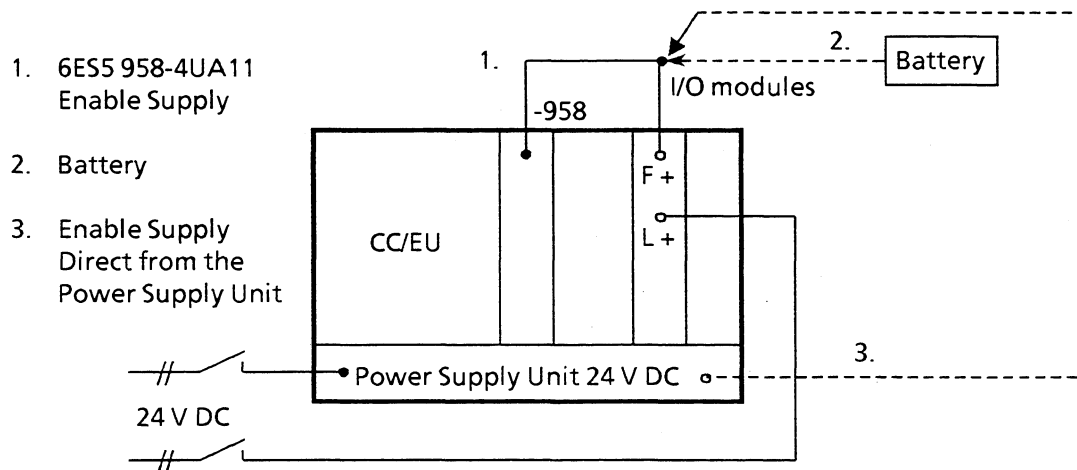 1. 6ES5 958-4UA11
Enable Supply
2. Battery
3. Enable Supply
Direct from the
Power Supply Unit
1.
2.
Battery
I/O modules
-958
F +
L +
CC/EU
3.
Power Supply Unit 24 V DC
24 V DC